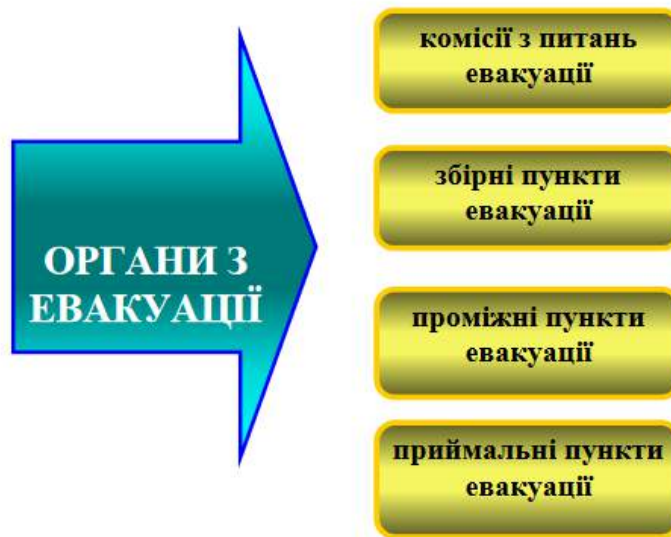 ОРГАНИ З
ЕВАКУАЦІЇ
комісії з питань
евакуації
збірні пункти
евакуації
проміжні пункти
евакуації
приймальні пункти
евакуації